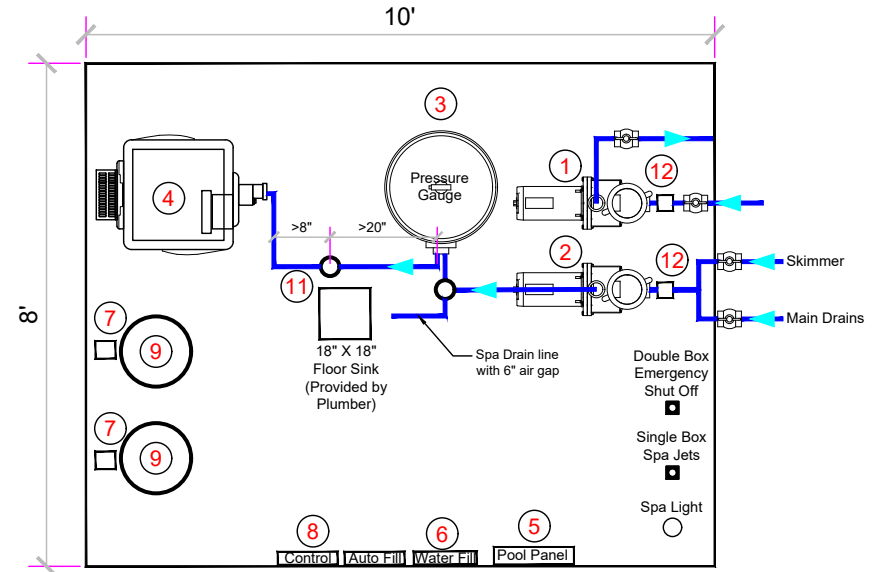 10'
3
1
12
Pressure
Gauge
4
>8"
>20"
2
12
Skimmer
11
8'
Main Drains
7
9
18" X 18"
Floor Sink
(Provided by
Plumber)
Spa Drain line
with 6" air gap
Double Box
Emergency
Shut Off
7
9
Single Box
Spa Jets
Spa Light
8
6
5
Control
Auto Fill
Water Fill
Pool Panel